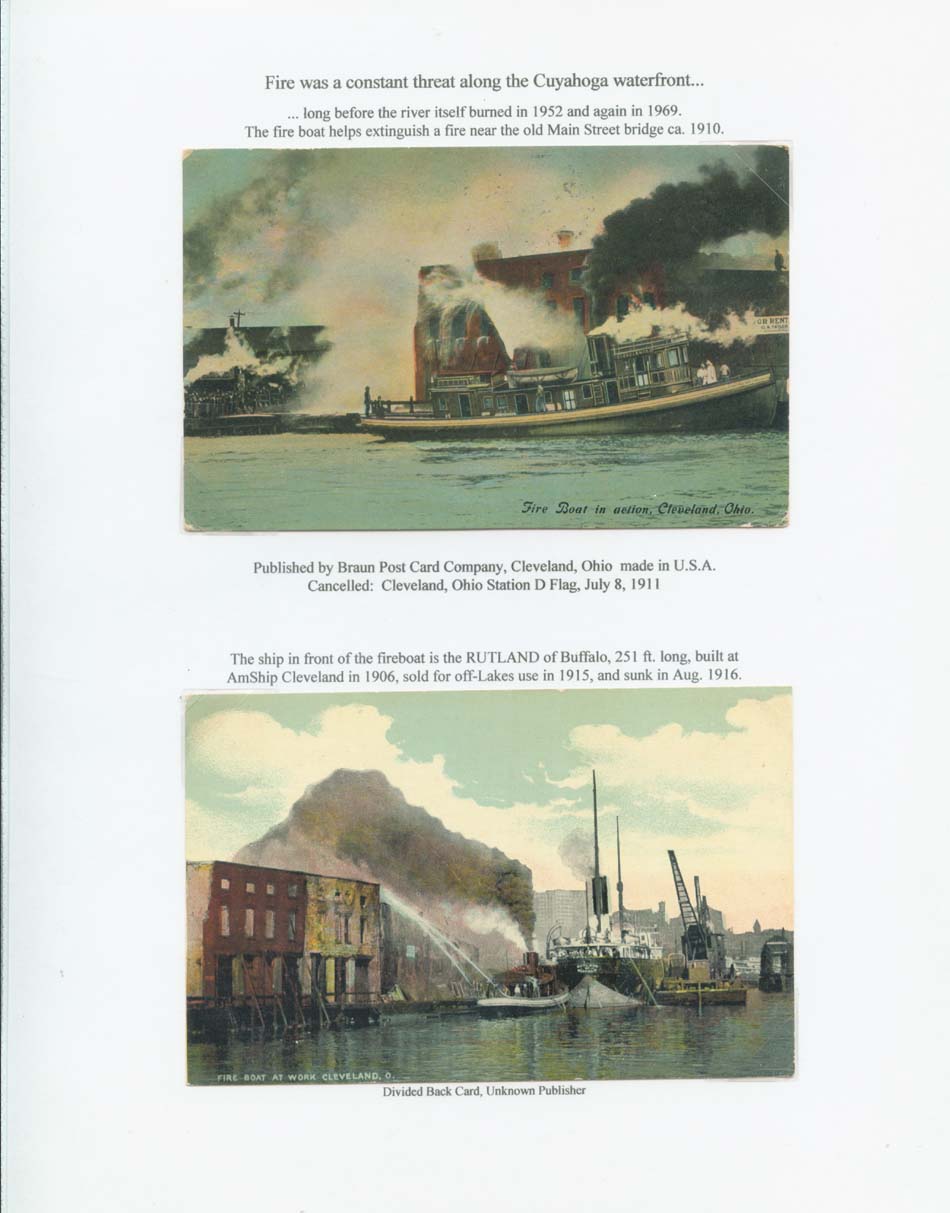 Fire was a constant threat along the Cuyahoga waterfront...
... long before the river itself burned in 1952 and again in 1969.
The fire boat helps extinguish a fire near the old Main Street bridge ca. 1910.
OR RENT
Fire Boat in action, Cleveland, Ohio.
Published by Braun Post Card Company, Cleveland, Ohio  made in U.S.A.
Cancelled:  Cleveland, Ohio Station D Flag, July 8, 1911
The ship in front of the fireboat is the RUTLAND of Buffalo, 251 ft. long, built at
AmShip Cleveland in 1906, sold for off-Lakes use in 1915, and sunk in Aug. 1916.
FIRE BOAT AT WORK CLEVELAND, O.
Divided Back Card, Unknown Publisher